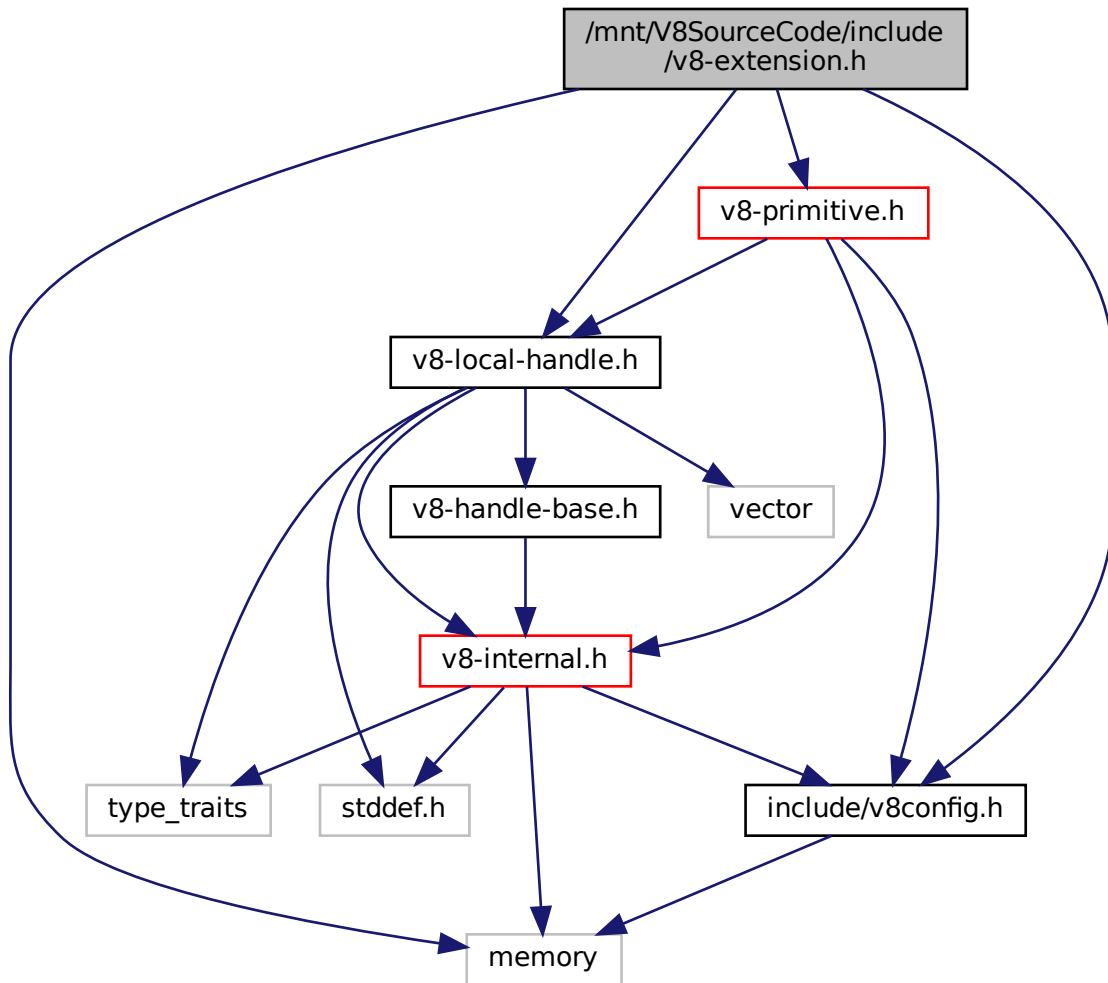 /mnt/V8SourceCode/include
/v8-extension.h
v8-primitive.h
v8-local-handle.h
v8-handle-base.h
vector
v8-internal.h
type_traits
stddef.h
include/v8config.h
memory